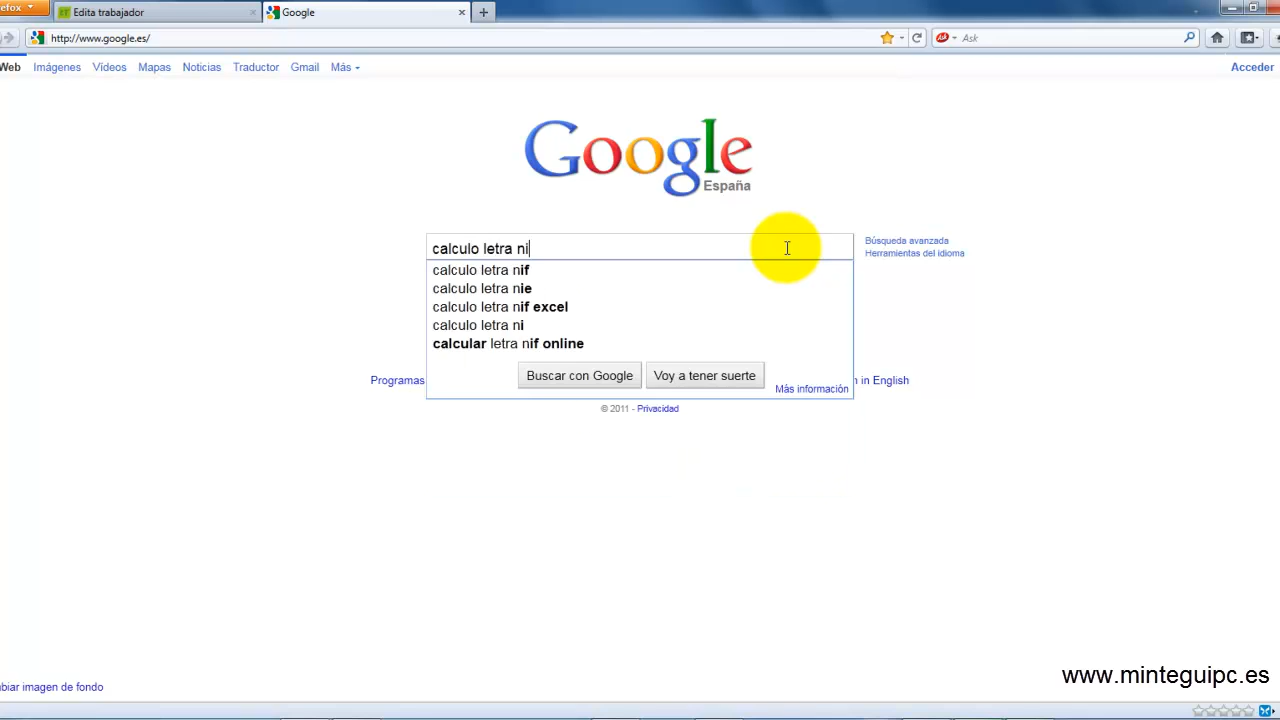 efox
Edita trabajador
Google
http://www.google.es/
Ask
Web Imágenes Vídeos Mapas Noticias Traductor Gmail Más
Acceder
Google
España
calculo letra ni
Búsqueda avanzada
Herramientas del idioma
calculo letra nif
calculo letra nie
calculo letra nif excel
calculo letra ni
calcular letra nif online
Buscar con Google
Voy a tener suerte
Más información
Programas
n in English
© 2011 - Privacidad
www.minteguipc.es
biar imagen de fondo